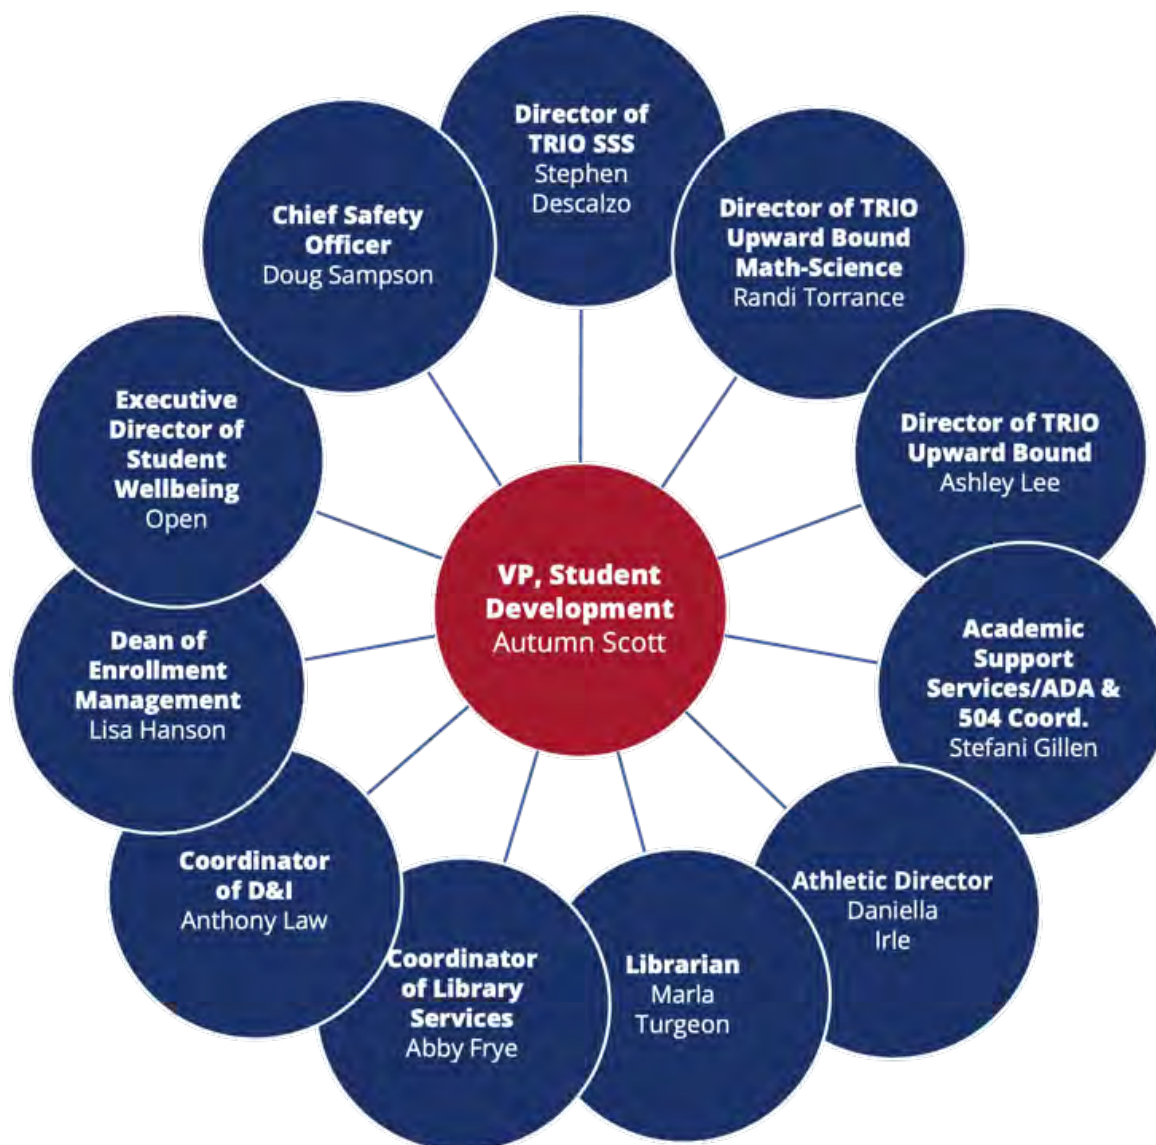 Director of
TRIO SSS
Stephen
Descalzo
Director of TRIO
Upward Bound
Math-Science
Randi Torrance
Director of TRIO
Upward Bound
Ashley Lee
Academic
Support
Services/ADA &
504 Coord.
Stefani Gillen
Athletic Director
Daniella
Irle
Librarian
Marla
Turgeon
Coordinator
of Library
Services
Abby Frye
Coordinator
of D&I
Anthony Law
Dean of
Enrollment
Management
Lisa Hanson
Executive
Director of
Student
Wellbeing
Open
Chief Safety
Officer
Doug Sampson
VP, Student
Development
Autumn Scott